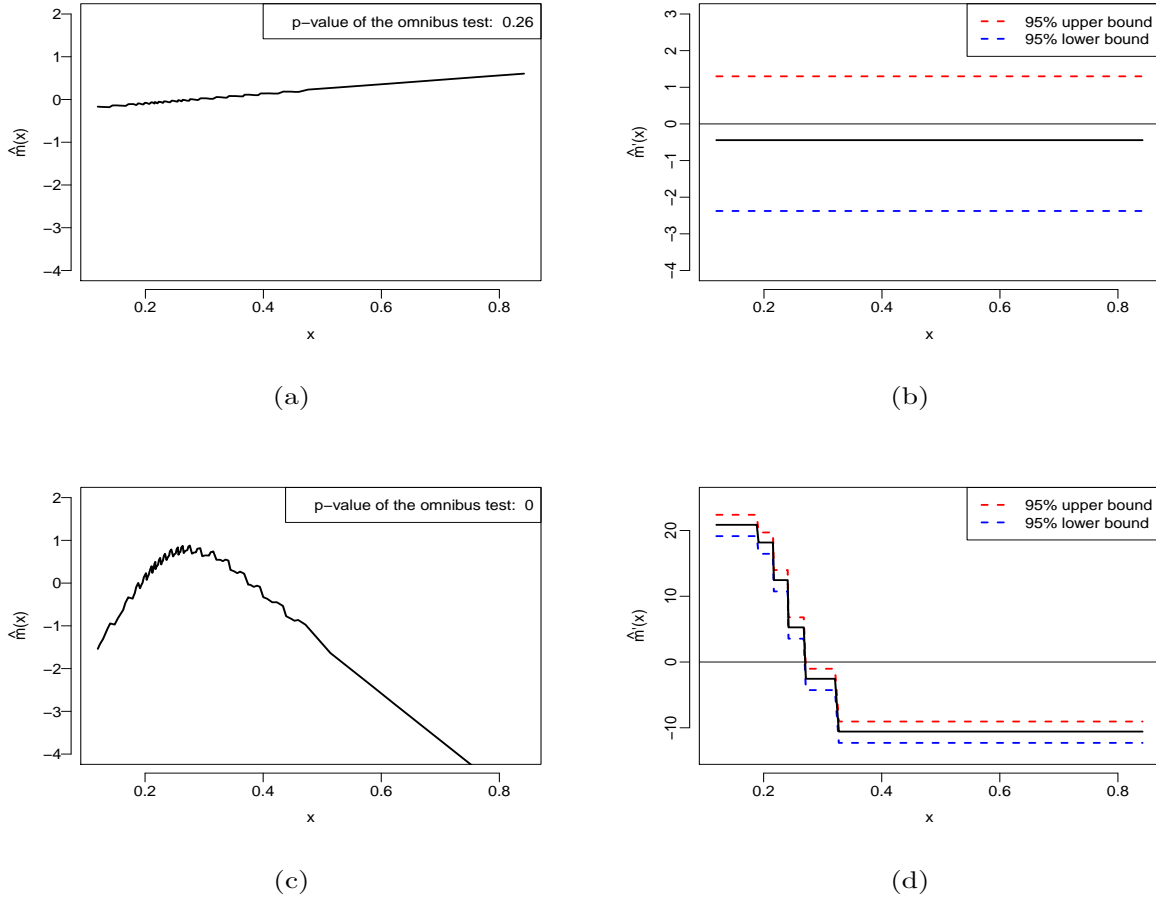 p−value of the omnibus test: 0.26
2
1
0
−1
−2
−3
−4
m̂(x)
0.2 0.4 0.6 0.8
x
(a)
95% upper bound
95% lower bound
3
2
1
0
−1
−2
−3
−4
m̂'(x)
0.2 0.4 0.6 0.8
x
(b)
p−value of the omnibus test: 0
2
1
0
−1
−2
−3
−4
m̂(x)
0.2 0.4 0.6 0.8
x
(c)
95% upper bound
95% lower bound
20
10
0
−10
m̂'(x)
0.2 0.4 0.6 0.8
x
(d)